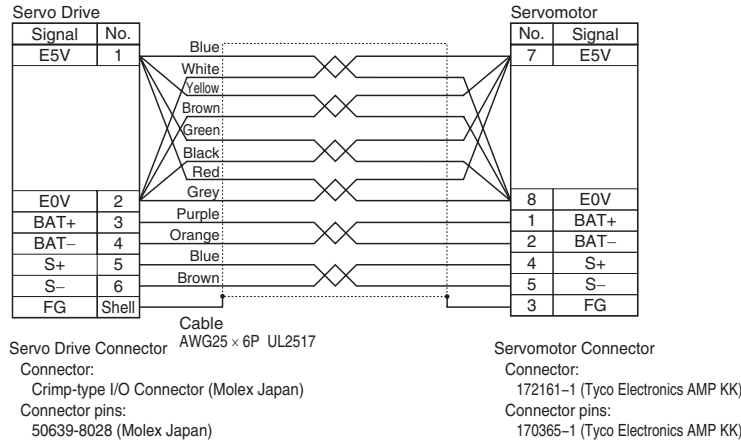 Servo Drive
Servomotor
Signal No.
No. Signal
E5V 1
Blue
7 E5V
White
Yellow
Brown
Green
Black
Red
Grey
E0V 2
8 E0V
Purple
BAT+ 3
1 BAT+
Orange
BAT− 4
2 BAT−
Blue
S+ 5
4 S+
Brown
S− 6
5 S−
FG Shell
3 FG
Cable
AWG25 × 6P UL2517
Servo Drive Connector
Connector:
Crimp-type I/O Connector (Molex Japan)
Connector pins:
50639-8028 (Molex Japan)
Servomotor Connector
Connector:
172161−1 (Tyco Electronics AMP KK)
Connector pins:
170365−1 (Tyco Electronics AMP KK)